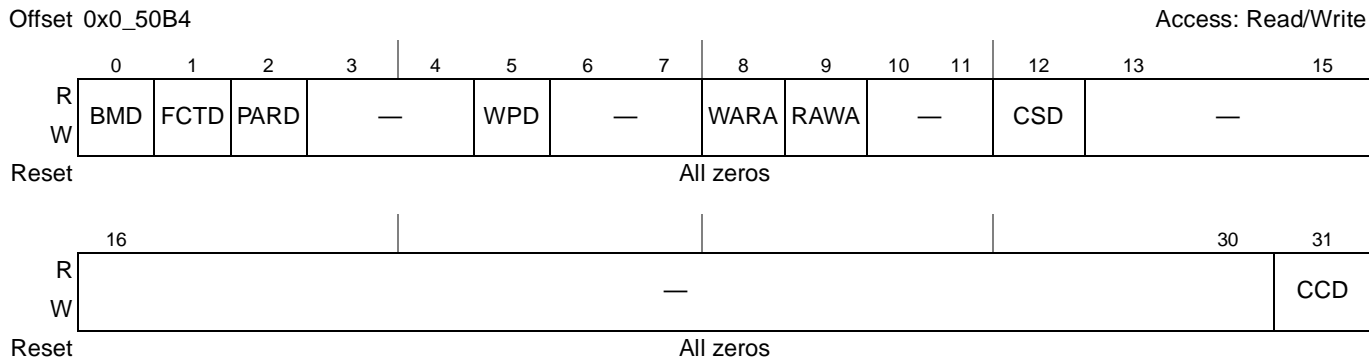 Offset 0x0_50B4 Access: Read/Write
0 1 2 3 4 5 6 7 8 9 10 11 12 13 15
R
W
BMD FCTD PARD — WPD — WARA RAWA — CSD —
Reset All zeros
16 30 31
R
W
— CCD
Reset All zeros